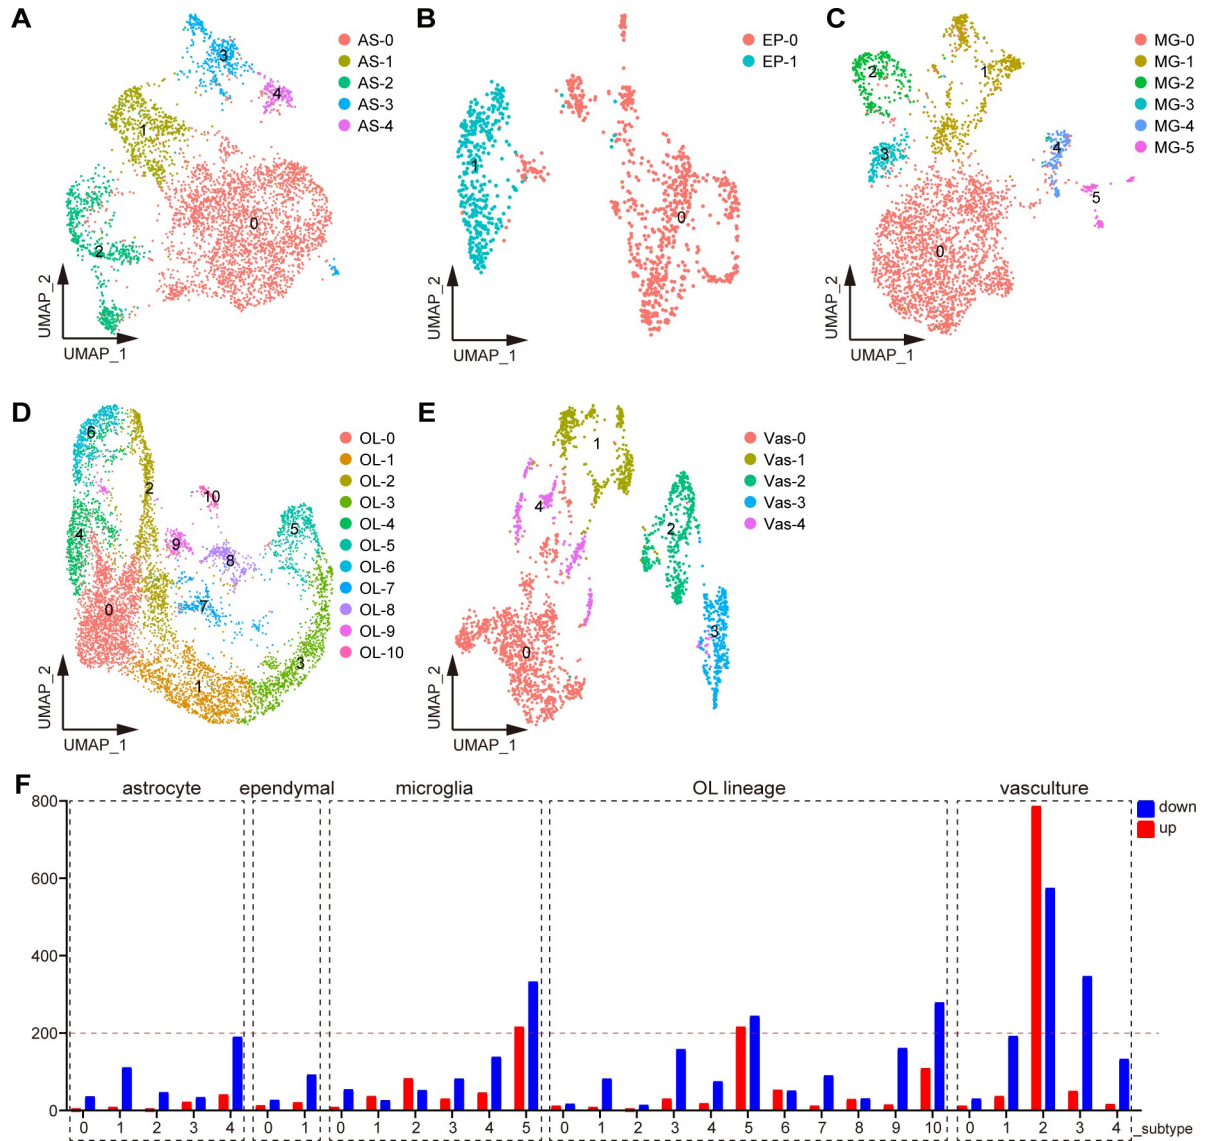 A
AS-0
AS-1
AS-2
AS-3
AS-4
3
4
1
0
2
UMAP_2
UMAP_1
B
EP-0
EP-1
1
0
UMAP_2
UMAP_1
C
MG-0
MG-1
MG-2
MG-3
MG-4
MG-5
2
1
3
4
5
0
UMAP_2
UMAP_1
D
OL-0
OL-1
OL-2
OL-3
OL-4
OL-5
OL-6
OL-7
OL-8
OL-9
OL-10
6
2
10
4
5
9
8
7
0
3
1
UMAP_2
UMAP_1
E
Vas-0
Vas-1
Vas-2
Vas-3
Vas-4
1
4
2
3
0
UMAP_2
UMAP_1
F
astrocyte ependymal microglia OL lineage vasculture
down
up
800
600
400
200
0
0 1 2 3 4 0 1 0 1 2 3 4 5 0 1 2 3 4 5 6 7 8 9 10 0 1 2 3 4 subtype